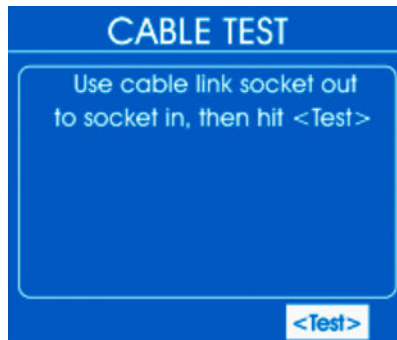 CABLE TEST
Use cable link socket out
to socket in, then hit <Test>
<Test>